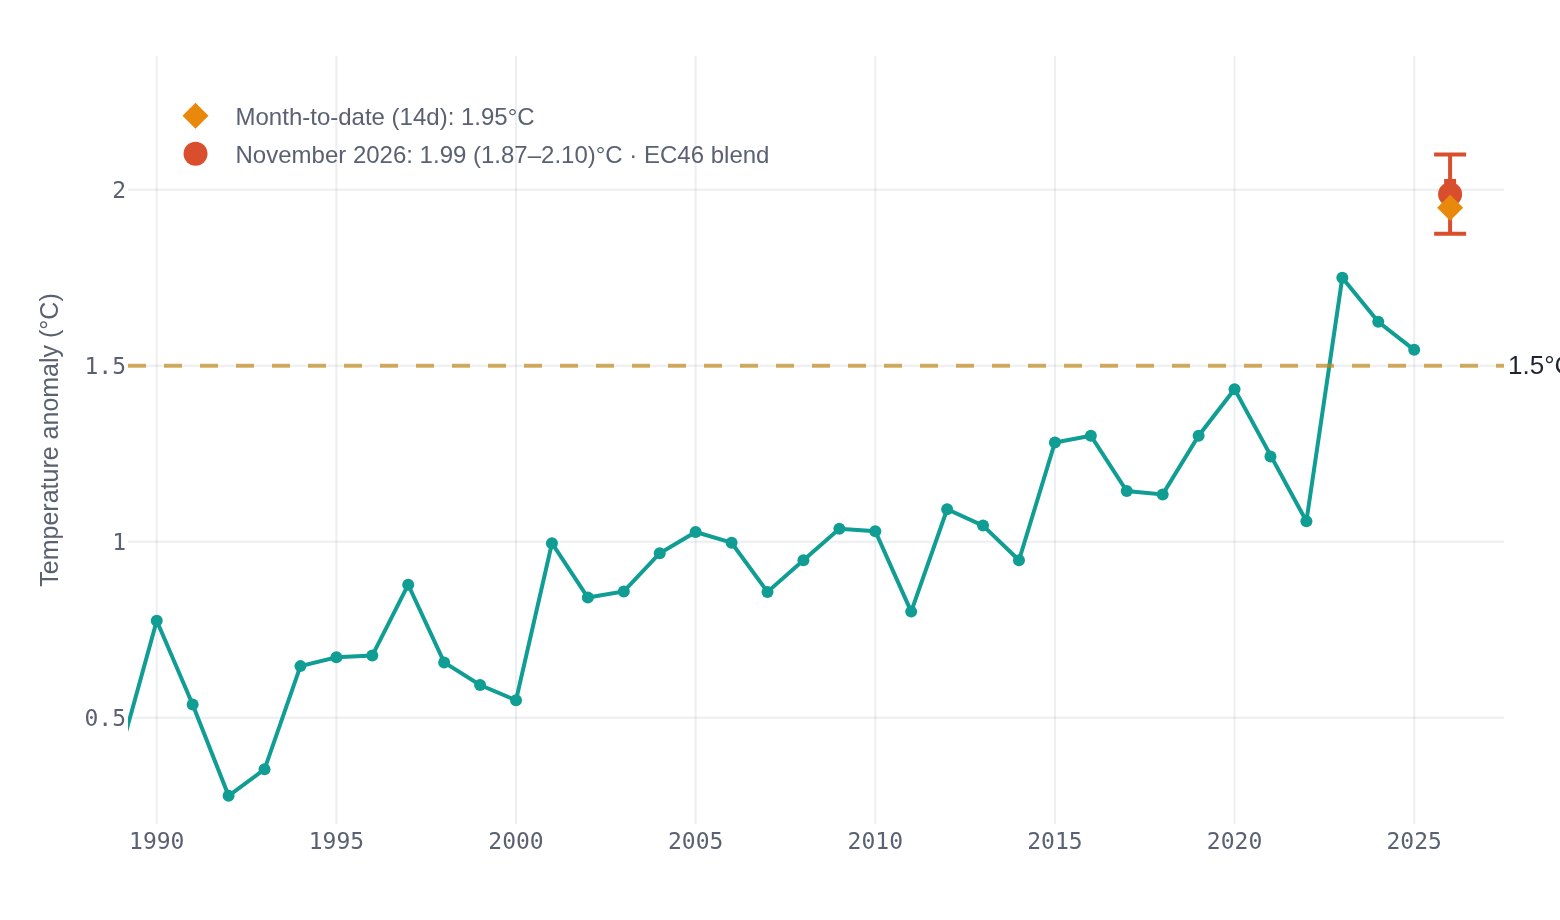 Month-to-date (14d): 1.95°C
November 2026: 1.99 (1.87–2.10)°C · EC46 blend
Temperature anomaly (°C)
2
1.5
1
0.5
1.5°C
1990 1995 2000 2005 2010 2015 2020 2025